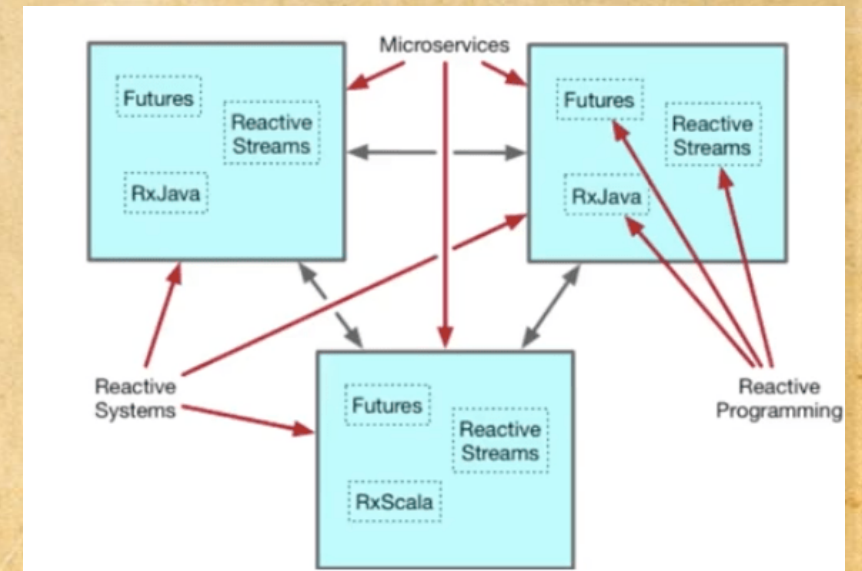 Microservices
Futures
Reactive
Streams
RxJava
Futures
Reactive
Streams
RxJava
Reactive
Systems
Reactive
Programming
Futures
Reactive
Streams
RxScala